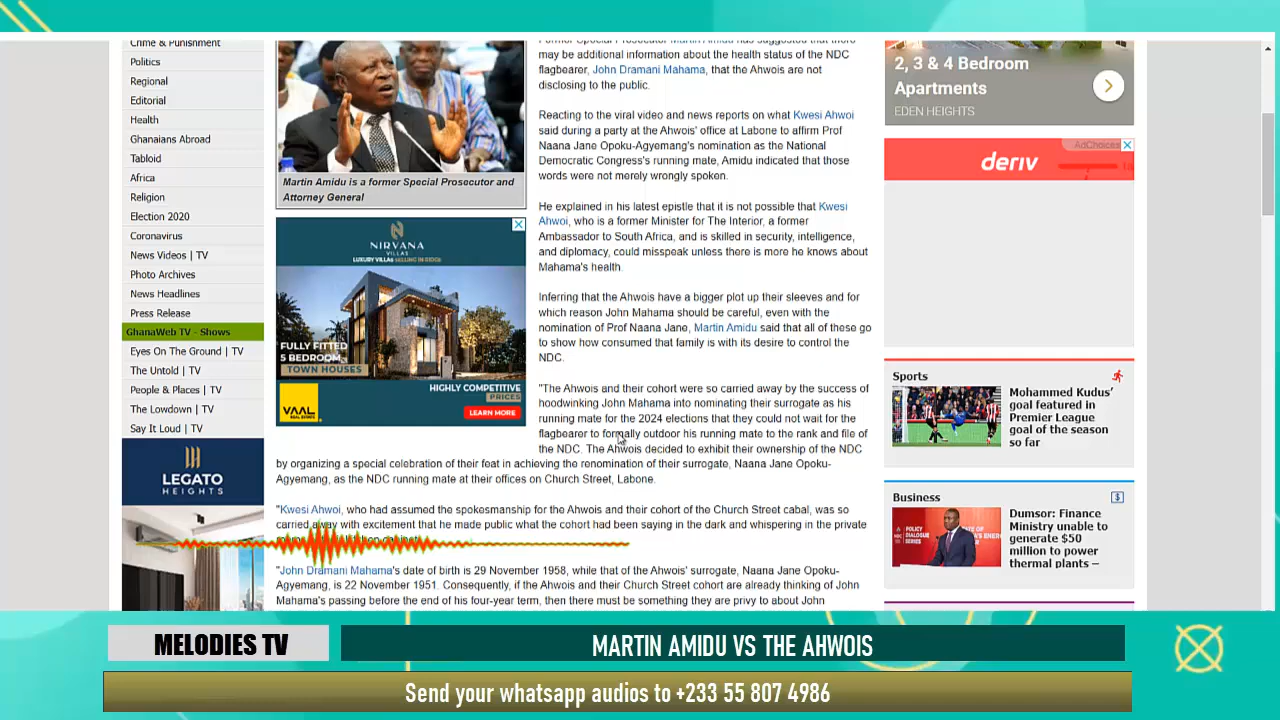 Crime & Punishment
Politics
Regional
Editorial
Health
Ghanaians Abroad
Tabloid
Africa
Religion
Election 2020
Coronavirus
News Videos | TV
Photo Archives
News Headlines
Press Release
GhanaWeb TV - Shows
Eyes On The Ground | TV
The Untold | TV
People & Places | TV
The Lowdown | TV
Say It Loud | TV
LEGATO
HEIGHTS
Martin Amidu is a former Special Prosecutor and
Attorney General
NIRVANA
VILLAS
LUXURY VILLAS SELLING IN RIDGE
FULLY FITTED
5 BEDROOM
TOWN HOUSES
HIGHLY COMPETITIVE
PRICES
VAAL
REAL ESTATE
LEARN MORE
Former Special Prosecutor Martin Amidu has suggested that there
may be additional information about the health status of the NDC
flagbearer, John Dramani Mahama, that the Ahwois are not
disclosing to the public.
Reacting to the viral video and news reports on what Kwesi Ahwoi
said during a party at the Ahwois' office at Labone to affirm Prof
Naana Jane Opoku-Agyemang's nomination as the National
Democratic Congress's running mate, Amidu indicated that those
words were not merely wrongly spoken.
He explained in his latest epistle that it is not possible that Kwesi
Ahwoi, who is a former Minister for The Interior, a former
Ambassador to South Africa, and is skilled in security, intelligence,
and diplomacy, could misspeak unless there is more he knows about
Mahama's health.
Inferring that the Ahwois have a bigger plot up their sleeves and for
which reason John Mahama should be careful, even with the
nomination of Prof Naana Jane, Martin Amidu said that all of these go
to show how consumed that family is with its desire to control the
NDC.
"The Ahwois and their cohort were so carried away by the success of
hoodwinking John Mahama into nominating their surrogate as his
running mate for the 2024 elections that they could not wait for the
flagbearer to formally outdoor his running mate to the rank and file of
the NDC. The Ahwois decided to exhibit their ownership of the NDC
by organizing a special celebration of their feat in achieving the renomination of their surrogate, Naana Jane Opoku-
Agyemang, as the NDC running mate at their offices on Church Street, Labone.
"Kwesi Ahwoi, who had assumed the spokesmanship for the Ahwois and their cohort of the Church Street cabal, was so
carried away with excitement that he made public what the cohort had been saying in the dark and whispering in the private
"John Dramani Mahama's date of birth is 29 November 1958, while that of the Ahwois' surrogate, Naana Jane Opoku-
Agyemang, is 22 November 1951. Consequently, if the Ahwois and their Church Street cohort are already thinking of John
Mahama's passing before the end of his four-year term, then there must be something they are privy to about John
2, 3 & 4 Bedroom
Apartments
EDEN HEIGHTS
AdChoices
deriv
Sports
Mohammed Kudus'
goal featured in
Premier League
goal of the season
so far
Business
Dumsor: Finance
Ministry unable to
generate $50
million to power
thermal plants –
MELODIES TV
MARTIN AMIDU VS THE AHWOIS
Send your whatsapp audios to +233 55 807 4986